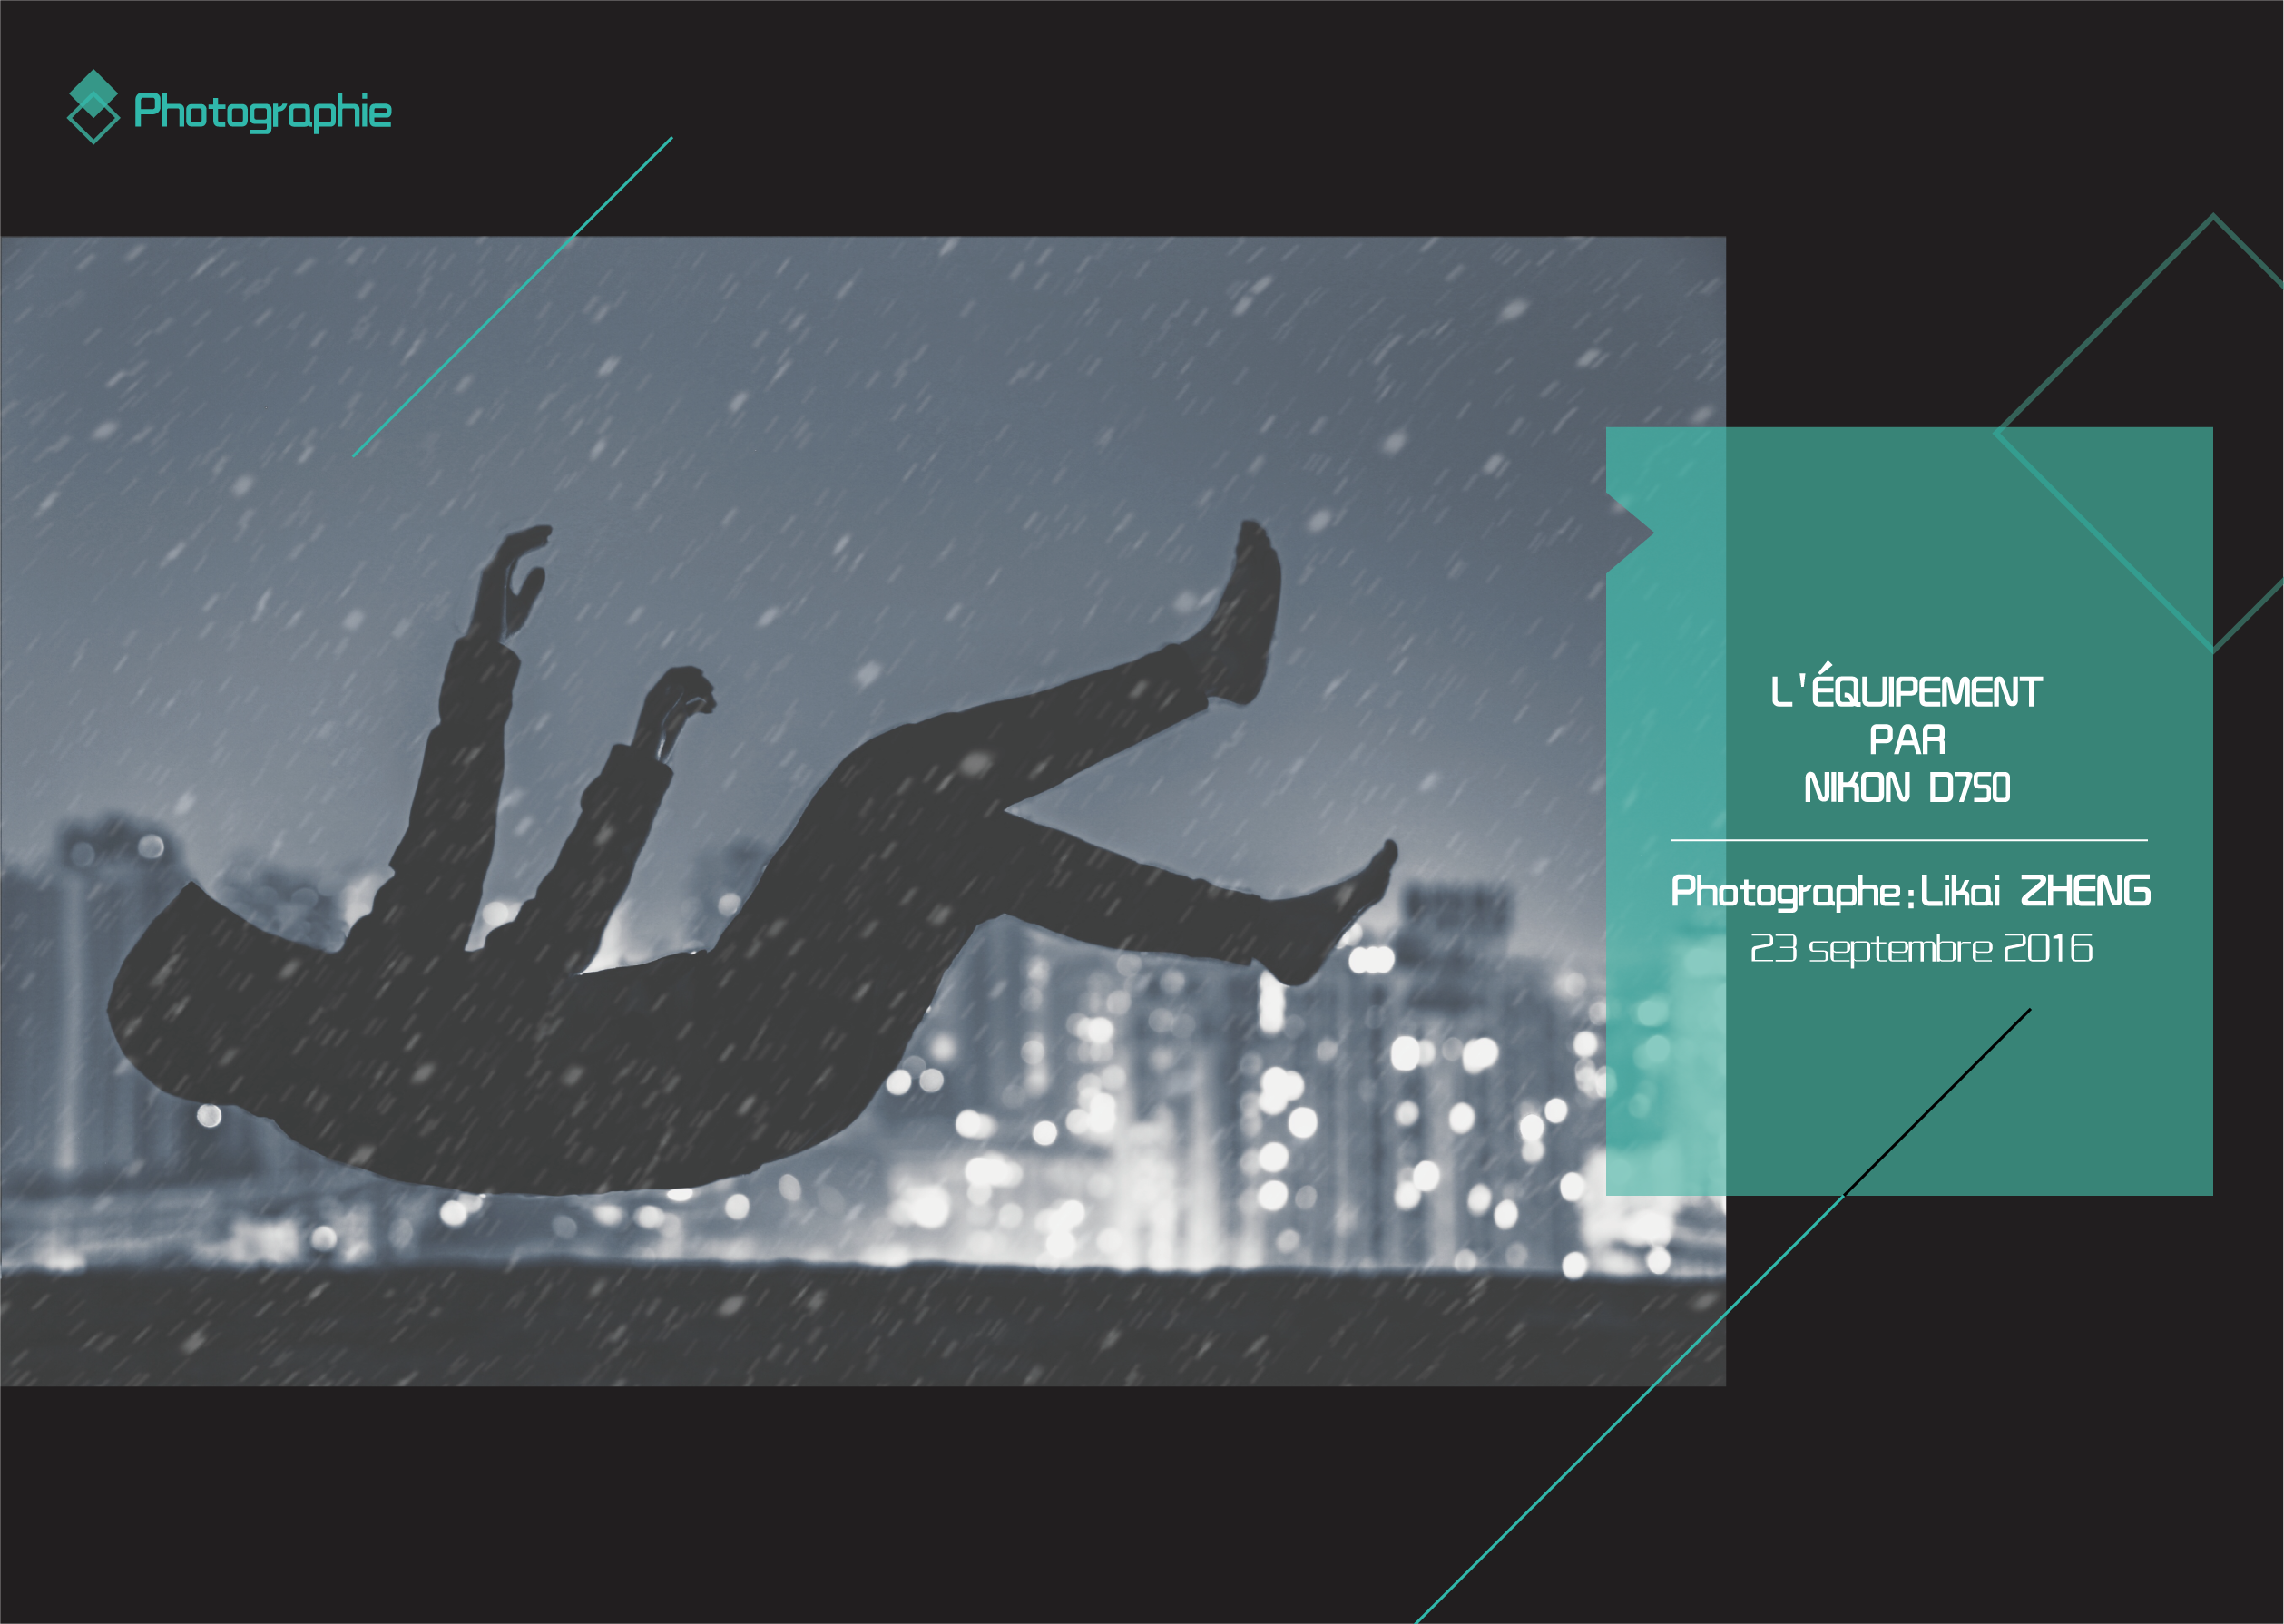 Photographie
L'ÉQUIPEMENT
PAR
NIKON D750
Photographe:Likai ZHENG
23 septembre 2016